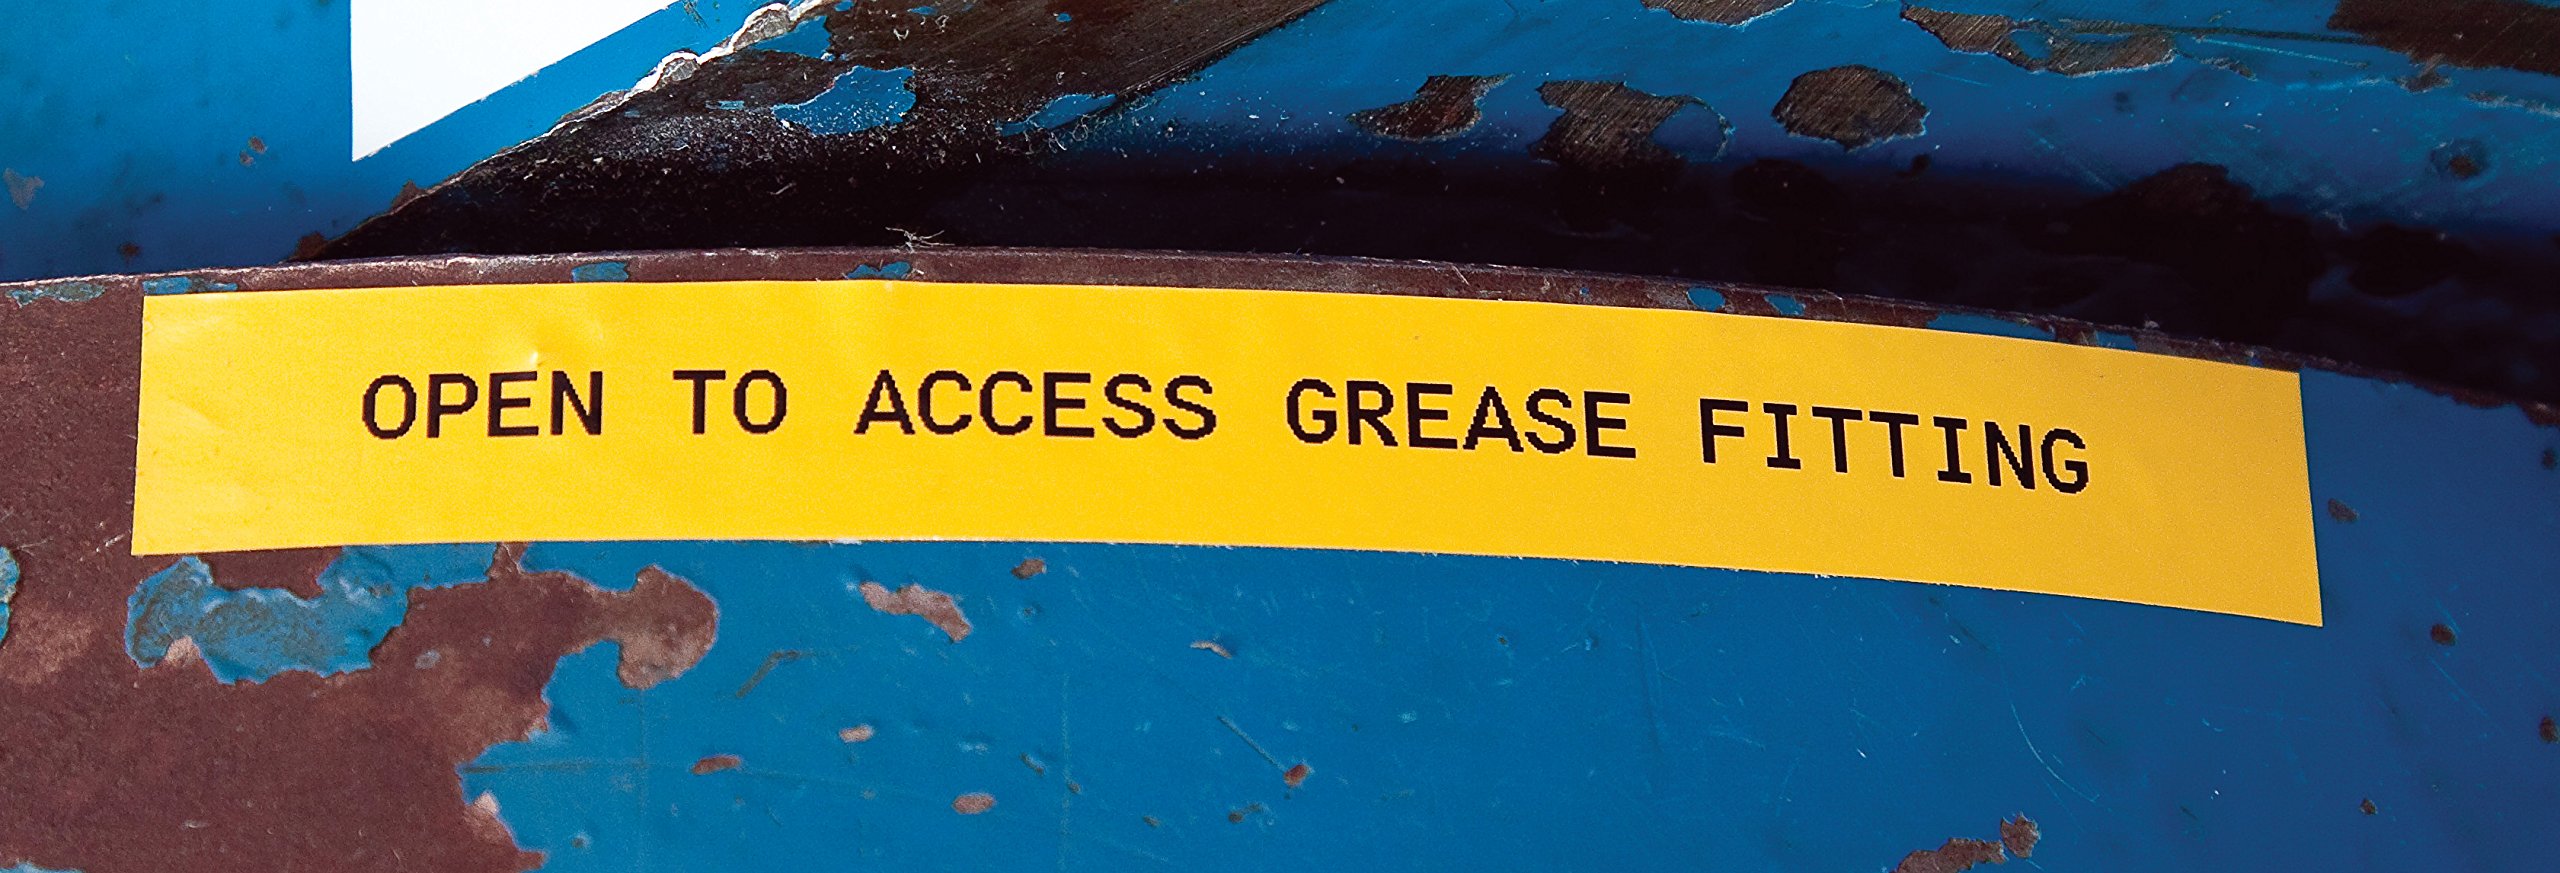 OPEN TO ACCESS GREASE FITTING